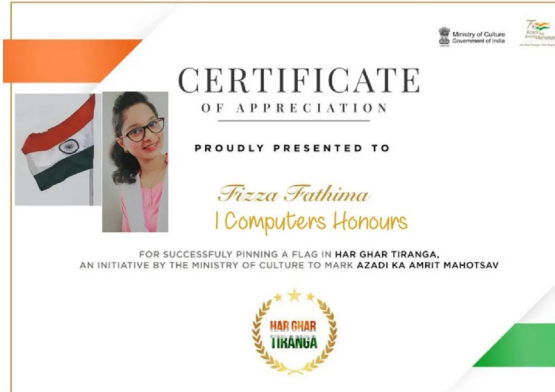 Ministry of Culture
Government of India
CERTIFICATE
OF APPRECIATION
PROUDLY PRESENTED TO
Fizza Fathima
I Computers Honours
FOR SUCCESSFULY PINNING A FLAG IN HAR GHAR TIRANGA,
AN INITIATIVE BY THE MINISTRY OF CULTURE TO MARK AZADI KA AMRIT MAHOTSAV
HAR GHAR
TIRANGA